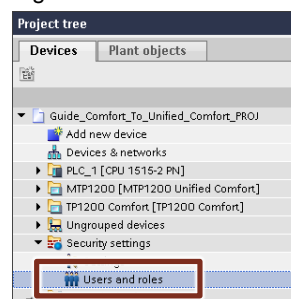 Project tree
Devices Plant objects
Guide_Comfort_To_Unified_Comfort_PROJ
Add new device
Devices & networks
PLC_1 [CPU 1515-2 PN]
MTP1200 [MTP1200 Unified Comfort]
TP1200 Comfort [TP1200 Comfort]
Ungrouped devices
Security settings
Users and roles